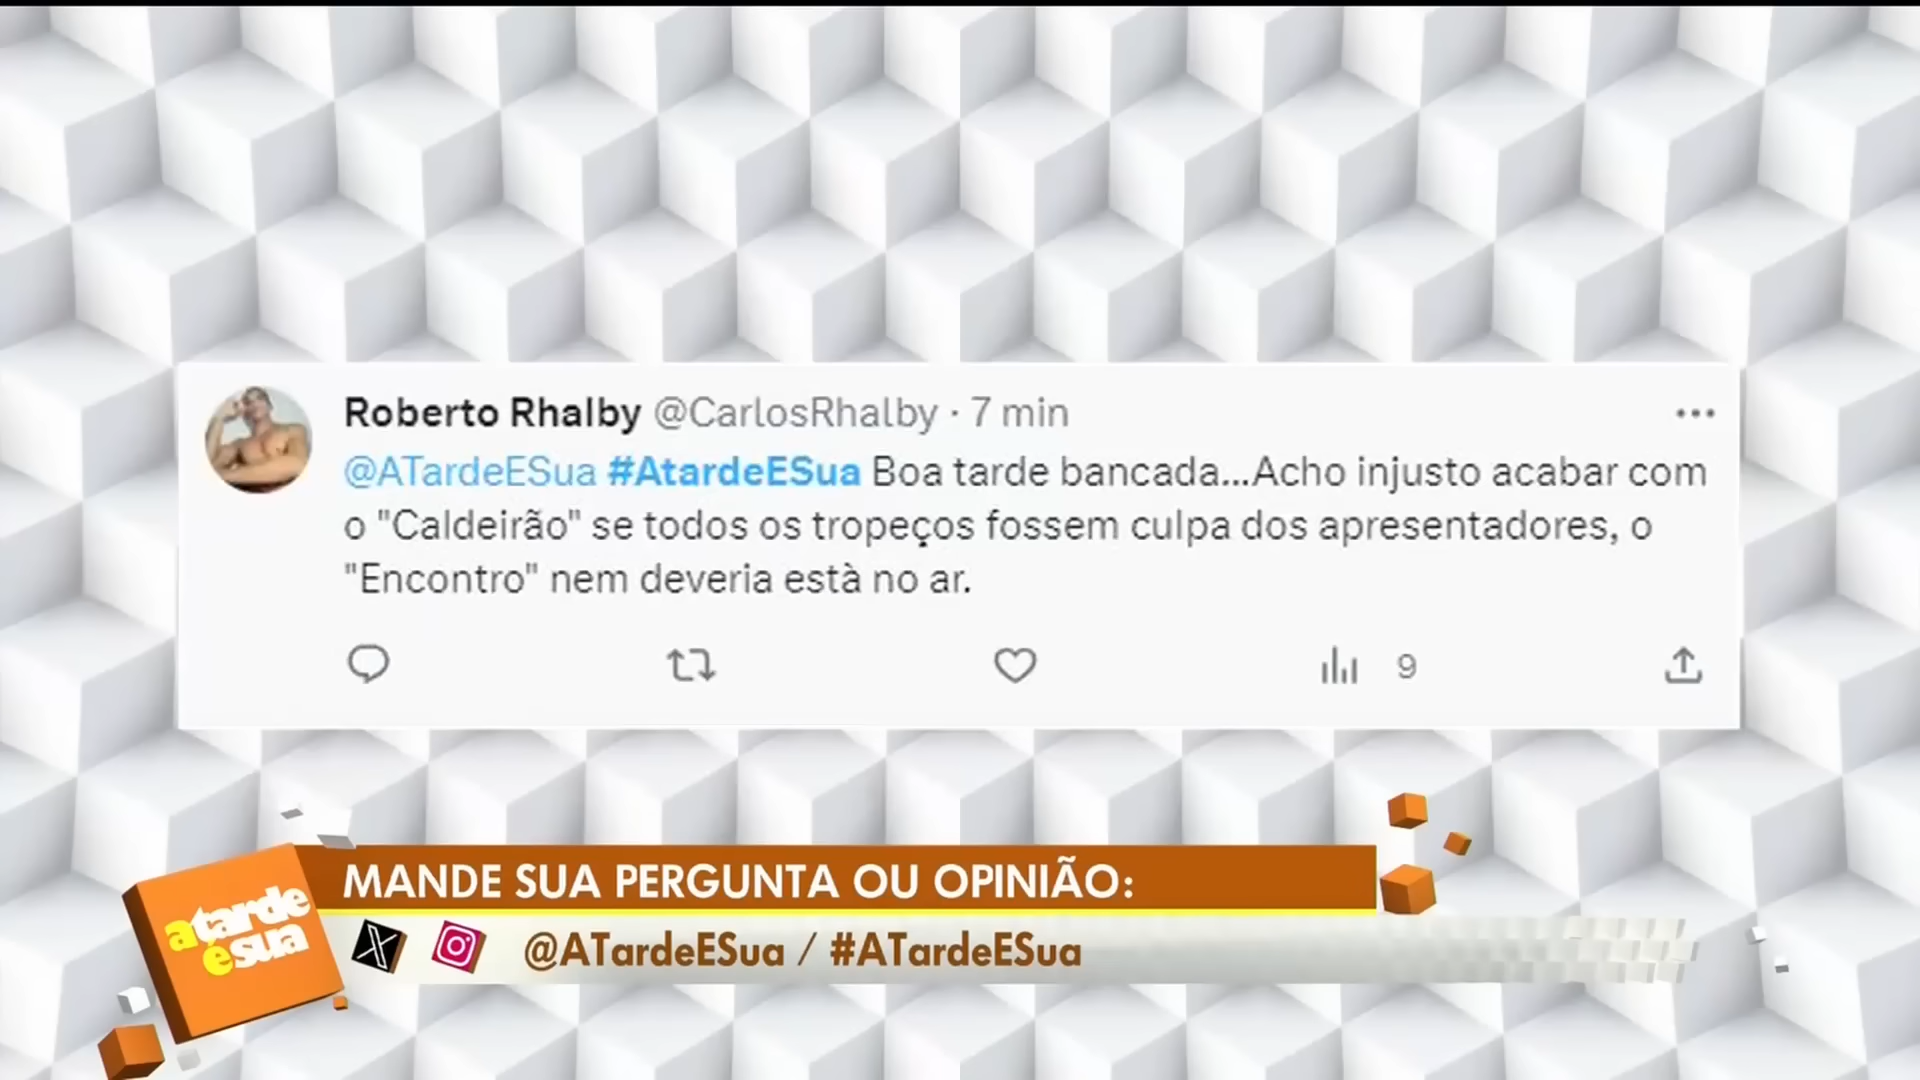 Roberto Rhalby @CarlosRhalby · 7 min
@ATardeESua #AtardeESua Boa tarde bancada...Acho injusto acabar com
o "Caldeirão" se todos os tropeços fossem culpa dos apresentadores, o
"Encontro" nem deveria està no ar.
9
MANDE SUA PERGUNTA OU OPINIÃO:
a tarde
é sua
@ATardeESua / #ATardeESua